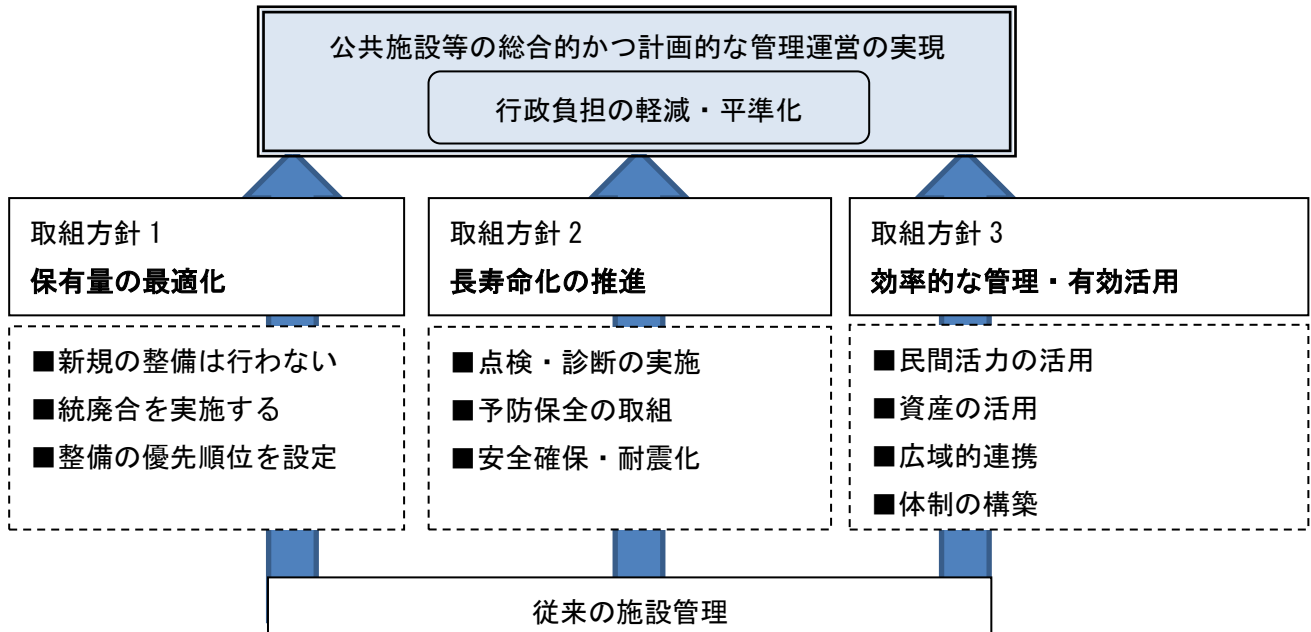 公共施設等の総合的かつ計画的な管理運営の実現
行政負担の軽減・平準化
取組方針 1
保有量の最適化
■新規の整備は行わない
■統廃合を実施する
■整備の優先順位を設定
取組方針 2
長寿命化の推進
■点検・診断の実施
■予防保全の取組
■安全確保・耐震化
取組方針 3
効率的な管理・有効活用
■民間活力の活用
■資産の活用
■広域的連携
■体制の構築
従来の施設管理